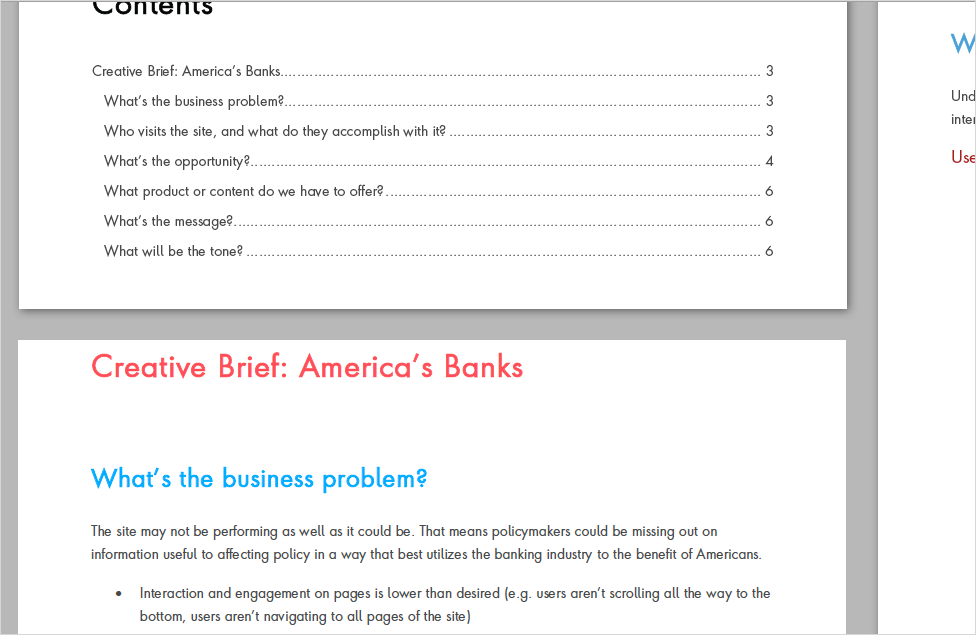 Contents
Creative Brief: America’s Banks........................................................................................................................ 3
What’s the business problem?........................................................................................................................ 3
Who visits the site, and what do they accomplish with it? ............................................................................ 3
What’s the opportunity?................................................................................................................................ 4
What product or content do we have to offer?............................................................................................ 6
What’s the message?.................................................................................................................................... 6
What will be the tone? ................................................................................................................................. 6
Creative Brief: America’s Banks
What’s the business problem?
The site may not be performing as well as it could be. That means policymakers could be missing out on
information useful to affecting policy in a way that best utilizes the banking industry to the benefit of Americans.
• Interaction and engagement on pages is lower than desired (e.g. users aren’t scrolling all the way to the
bottom, users aren’t navigating to all pages of the site)